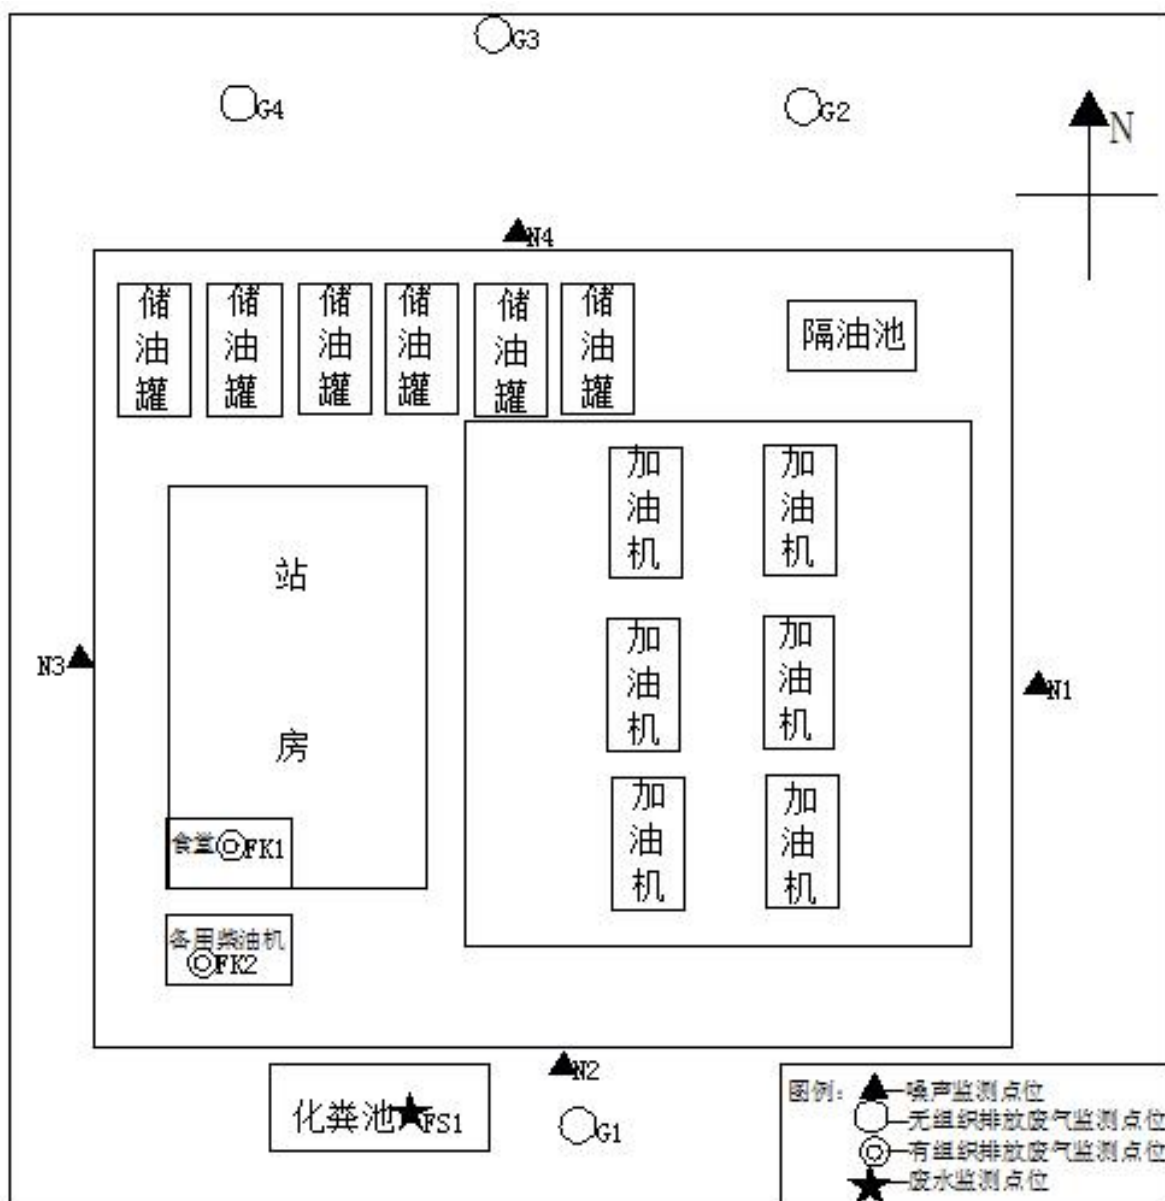 G3
G4
G2
N
N4
储油罐
储油罐
储油罐
储油罐
储油罐
储油罐
隔油池
加油机
加油机
站房
加油机
加油机
N3
N1
加油机
加油机
食堂
FK1
备用柴油机
FK2
N2
化粪池
FS1
G1
图例：
噪声监测点位
无组织排放废气监测点位
有组织排放废气监测点位
废水监测点位